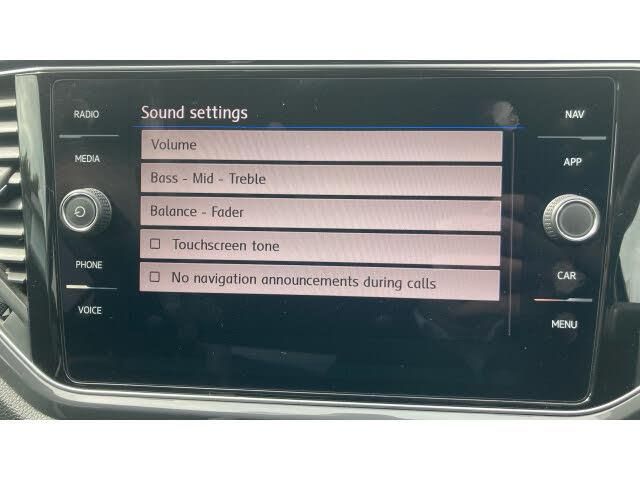 RADIO
MEDIA
PHONE
VOICE
Sound settings
Volume
Bass - Mid - Treble
Balance - Fader
Touchscreen tone
No navigation announcements during calls
NAV
APP
CAR
MENU